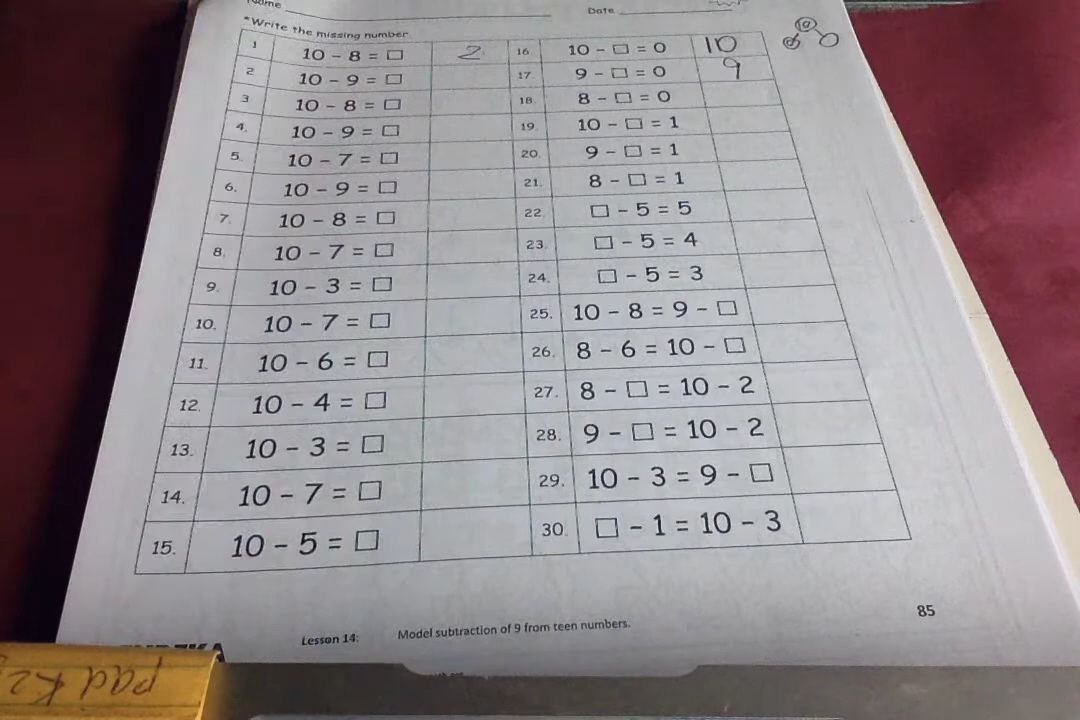 Name Date
*Write the missing number.
1 10 - 8 = □ 2 16 10 - □ = 0 10
2 10 - 9 = □ 17. 9 - □ = 0 9
3 10 - 8 = □ 18. 8 - □ = 0
4. 10 - 9 = □ 19. 10 - □ = 1
5. 10 - 7 = □ 20. 9 - □ = 1
6. 10 - 9 = □ 21. 8 - □ = 1
7. 10 - 8 = □ 22. □ - 5 = 5
8. 10 - 7 = □ 23. □ - 5 = 4
9. 10 - 3 = □ 24. □ - 5 = 3
10. 10 - 7 = □ 25. 10 - 8 = 9 - □
11. 10 - 6 = □ 26. 8 - 6 = 10 - □
12. 10 - 4 = □ 27. 8 - □ = 10 - 2
13. 10 - 3 = □ 28. 9 - □ = 10 - 2
14. 10 - 7 = □ 29. 10 - 3 = 9 - □
15. 10 - 5 = □ 30. □ - 1 = 10 - 3
Lesson 14: Model subtraction of 9 from teen numbers.
85